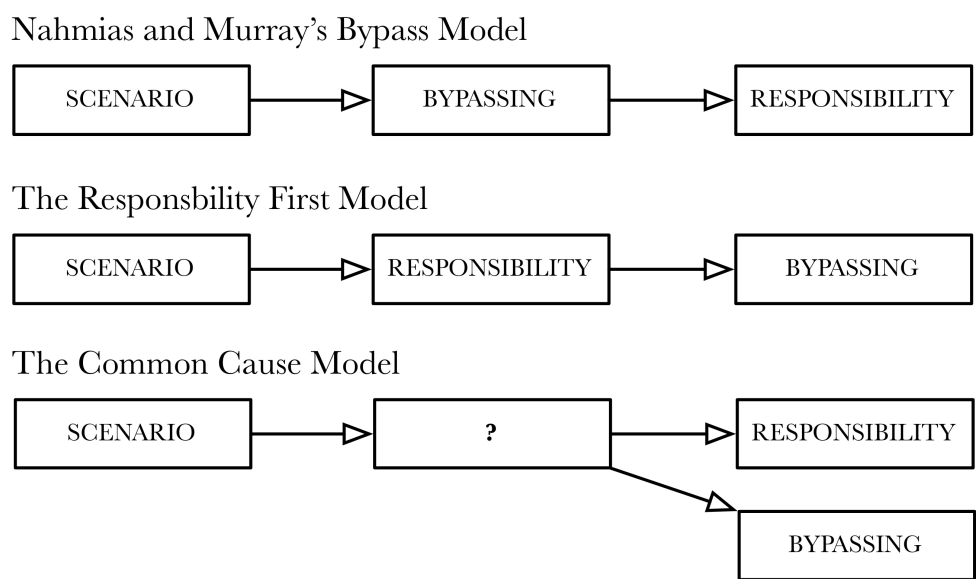 Nahmias and Murray's Bypass Model
SCENARIO BYPASSING RESPONSIBILITY
The Responsbility First Model
SCENARIO RESPONSIBILITY BYPASSING
The Common Cause Model
SCENARIO ? RESPONSIBILITY
BYPASSING